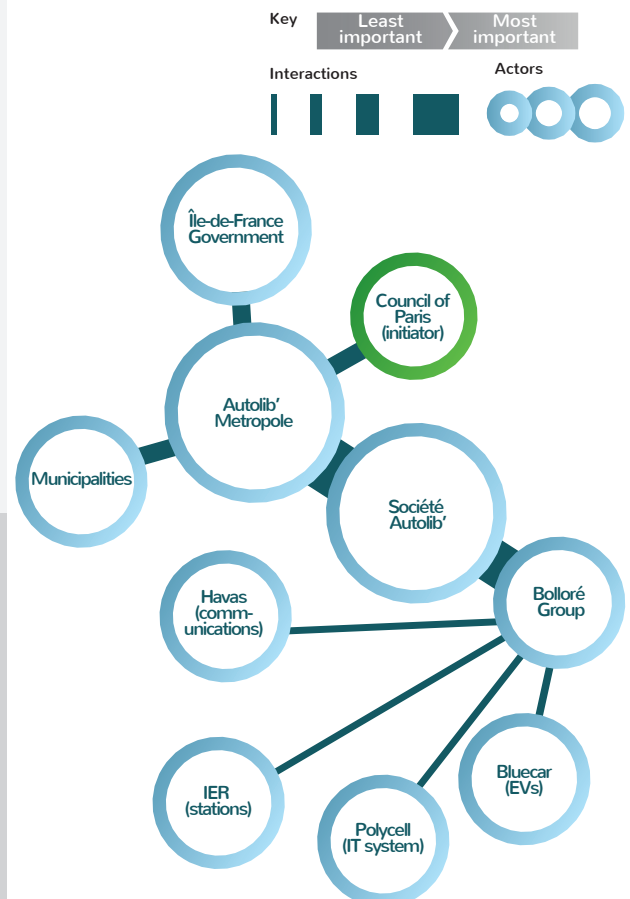 Key
Least
important
Most
important
Interactions
Actors
Île-de-France
Government
Council of
Paris
(initiator)
Autolib'
Metropole
Municipalities
Société
Autolib'
Bolloré
Group
Havas
(comm-
unications)
IER
(stations)
Polycell
(IT system)
Bluecar
(EVs)